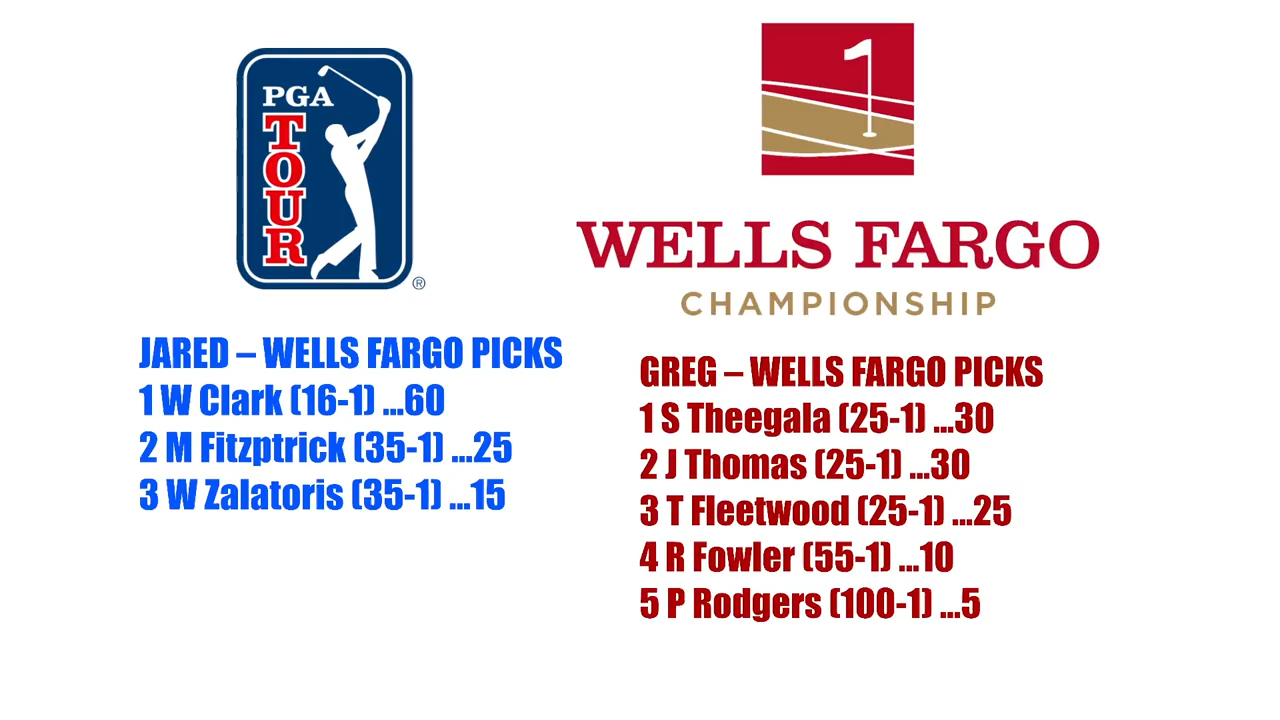 PGA
TOUR
®
1
WELLS FARGO
CHAMPIONSHIP
JARED – WELLS FARGO PICKS
1 W Clark (16-1) ...60
2 M Fitzptrick (35-1) ...25
3 W Zalatoris (35-1) ...15
GREG – WELLS FARGO PICKS
1 S Theegala (25-1) ...30
2 J Thomas (25-1) ...30
3 T Fleetwood (25-1) ...25
4 R Fowler (55-1) ...10
5 P Rodgers (100-1) ...5